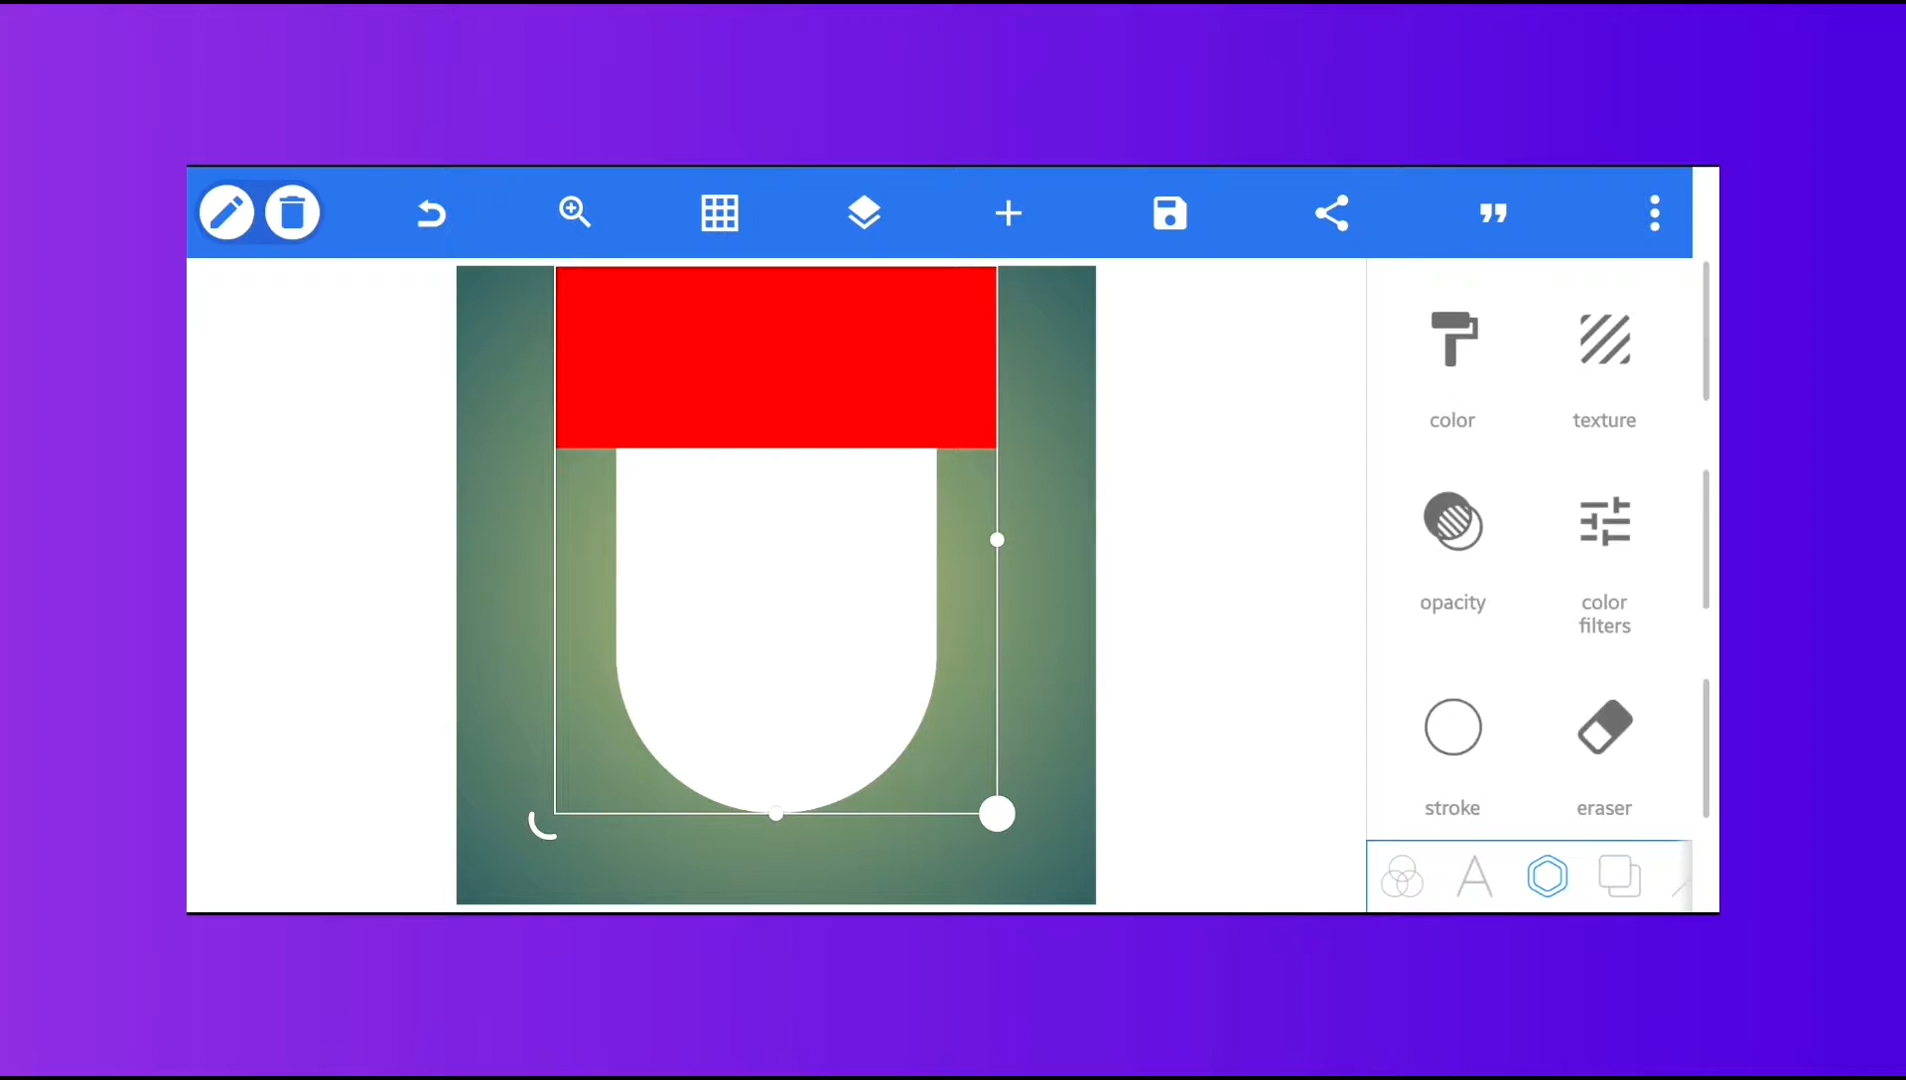 color
texture
opacity
color
filters
stroke
eraser